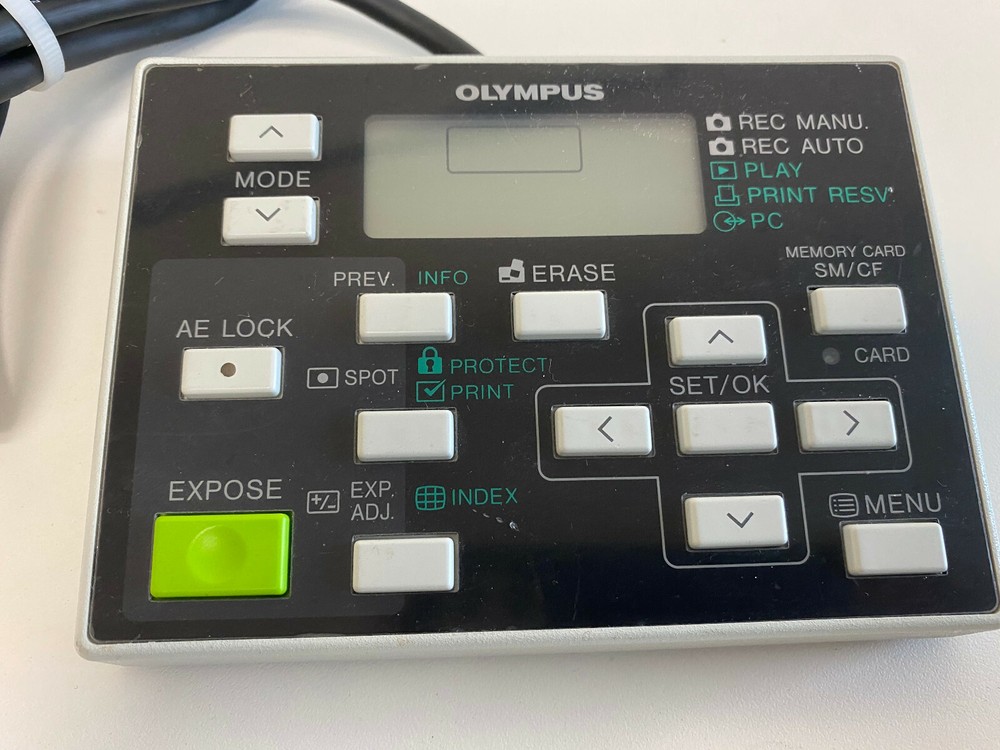 OLYMPUS
MODE
REC MANU.
REC AUTO
PLAY
PRINT RESV.
PC
MEMORY CARD
SM/CF
CARD
PREV. INFO
ERASE
AE LOCK
SPOT
PROTECT
PRINT
SET/OK
EXPOSE
+/-
EXP.
ADJ.
INDEX
MENU